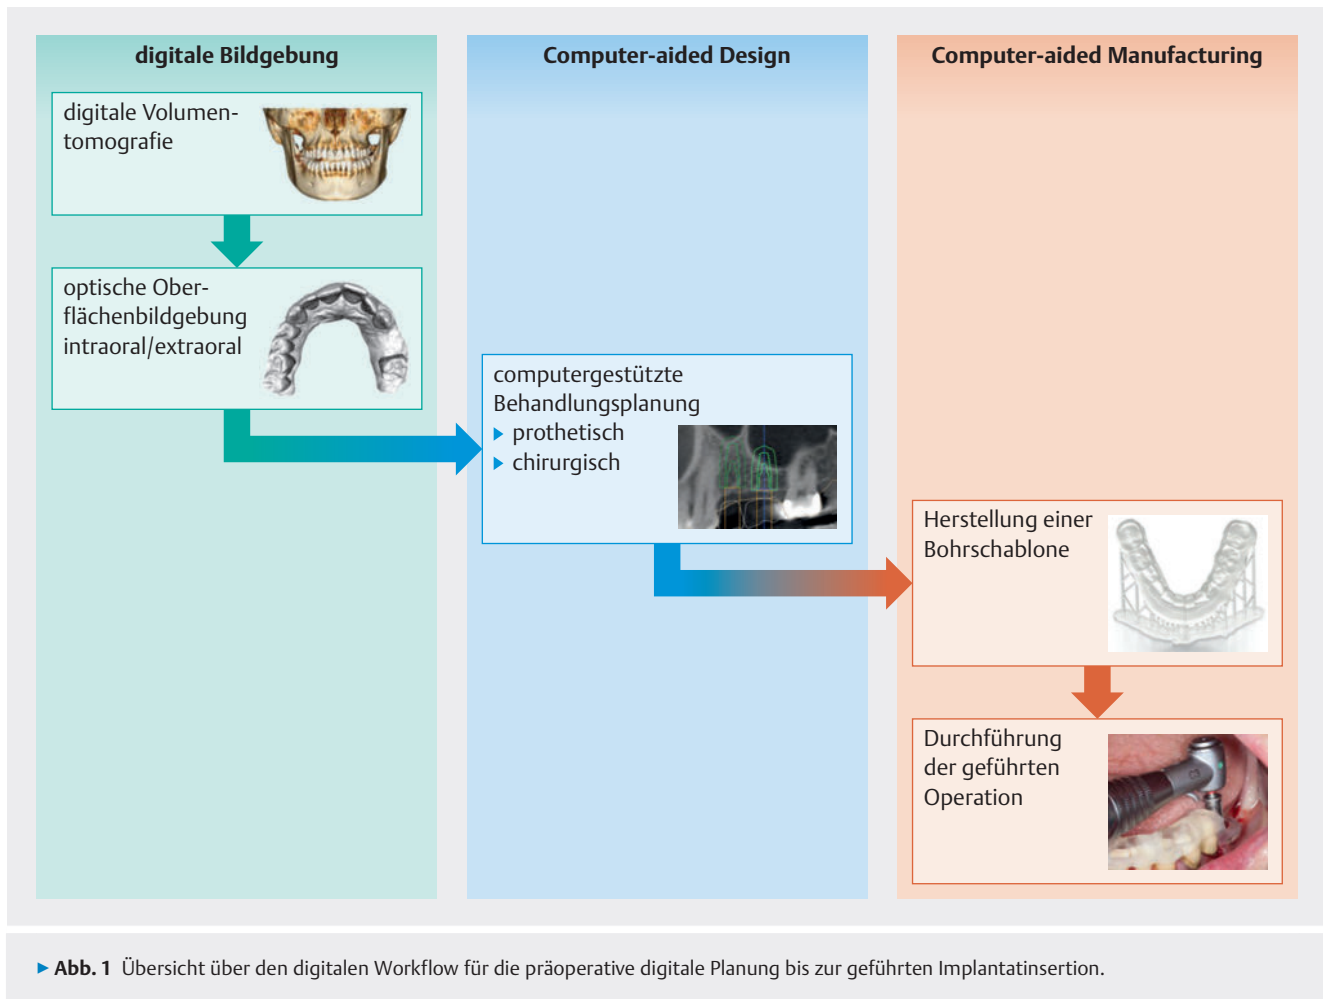 digitale Bildgebung
digitale Volumen-
tomografie
optische Ober-
flächenbildgebung
intraoral/extraoral
Computer-aided Design
computergestützte
Behandlungsplanung
▶ prothetisch
▶ chirurgisch
Computer-aided Manufacturing
Herstellung einer
Bohrschablone
Durchführung
der geführten
Operation
▶ Abb. 1 Übersicht über den digitalen Workflow für die präoperative digitale Planung bis zur geführten Implantatinsertion.